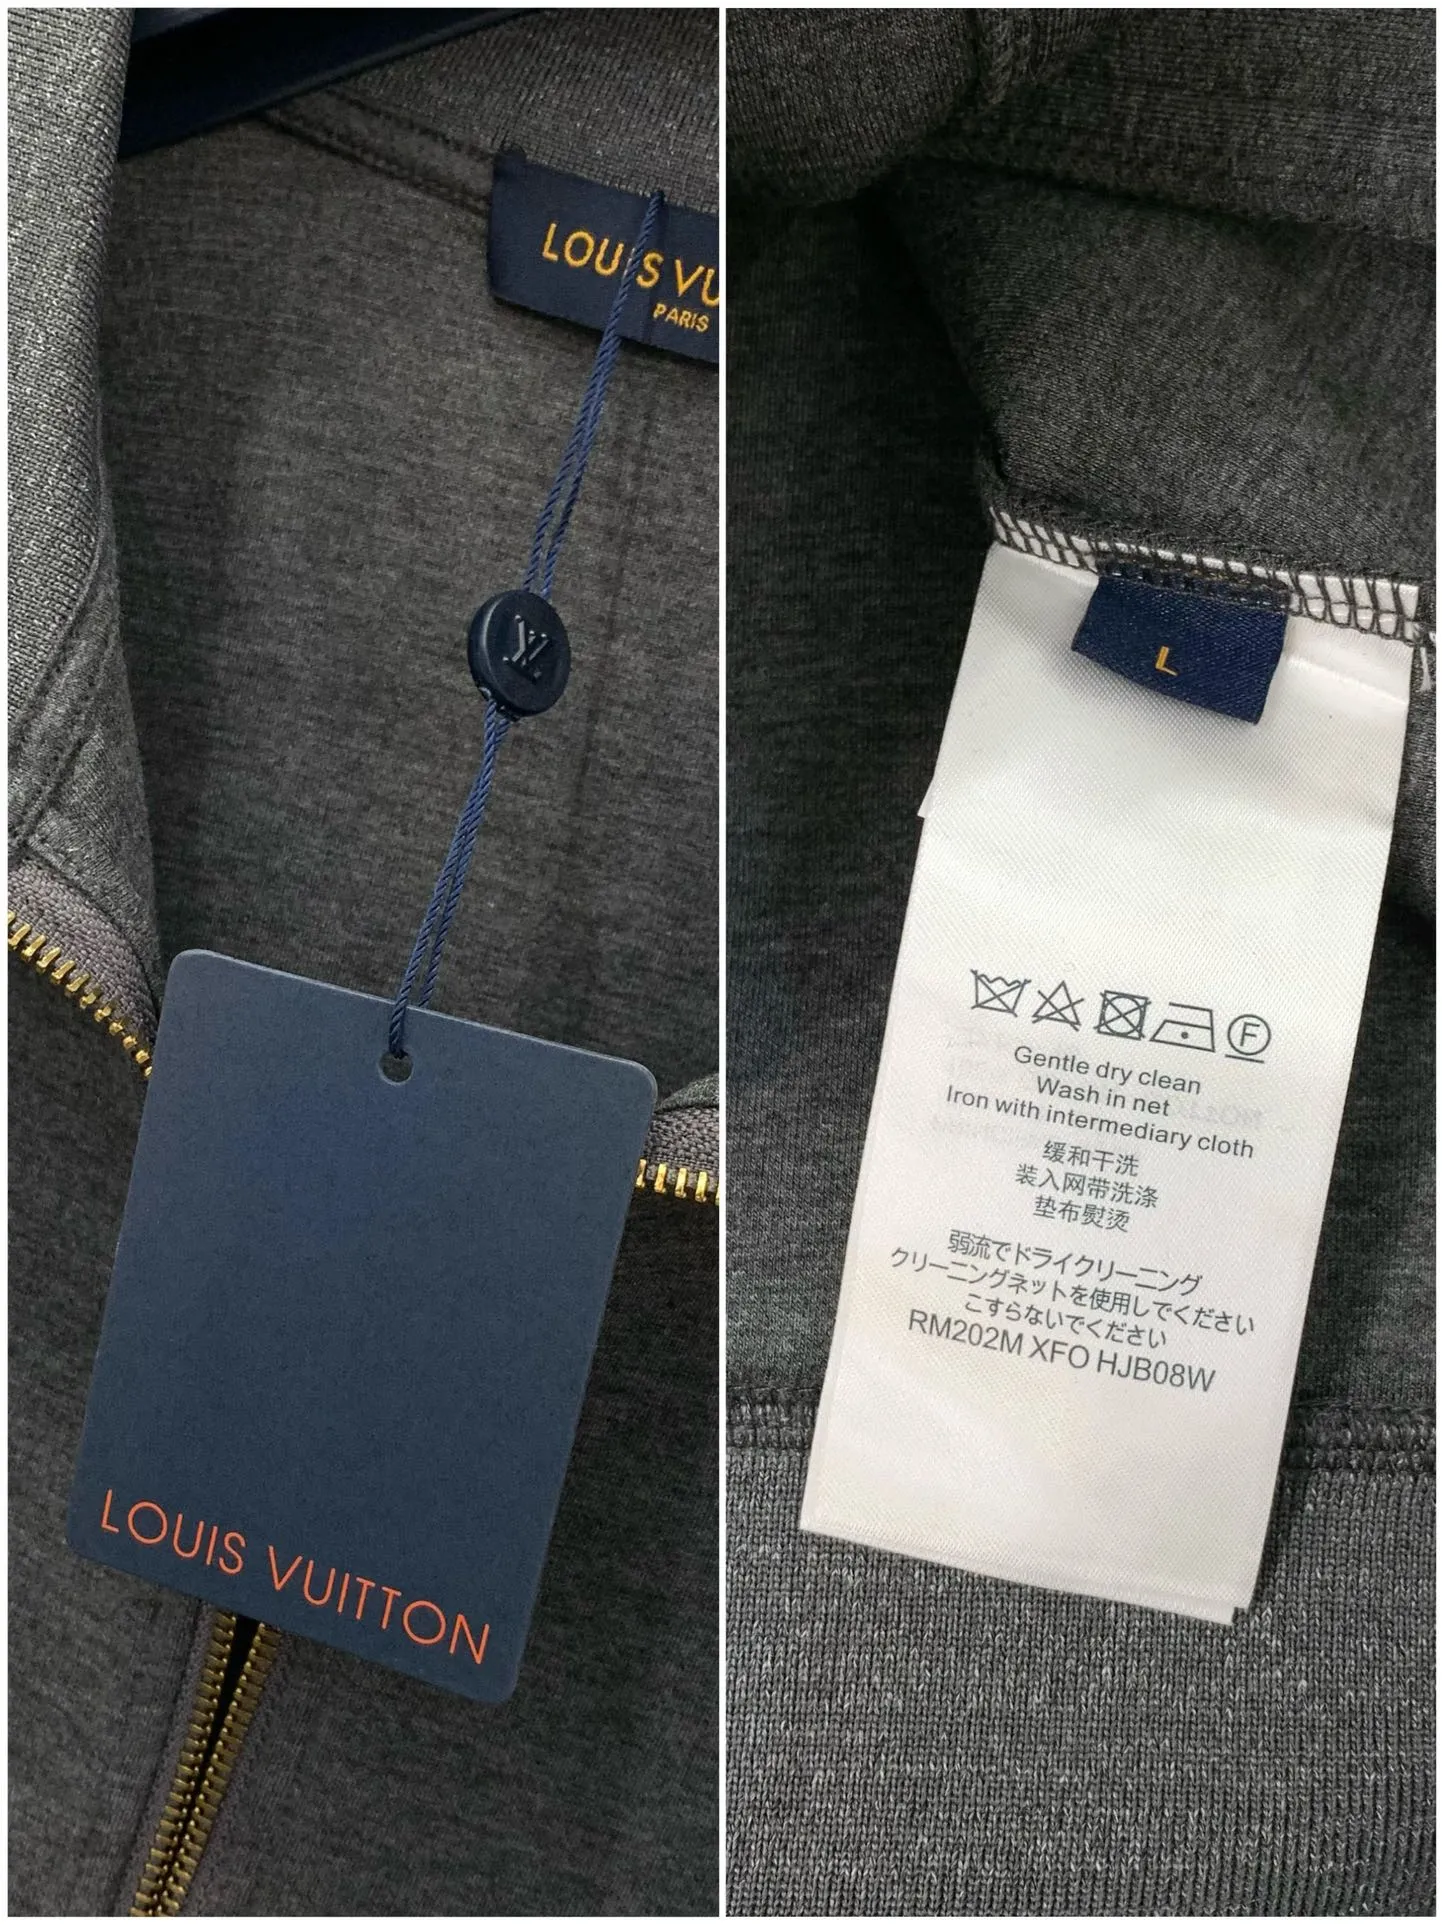 LOUIS VU
PARIS
LV
LOUIS VUITTON
L
F
Gentle dry clean
Wash in net
Iron with intermediary cloth
缓和干洗
装入网带洗涤
垫布熨烫
弱流でドライクリーニング
クリーニングネットを使用しでください
こすらないでください
RM202M XFO HJB08W